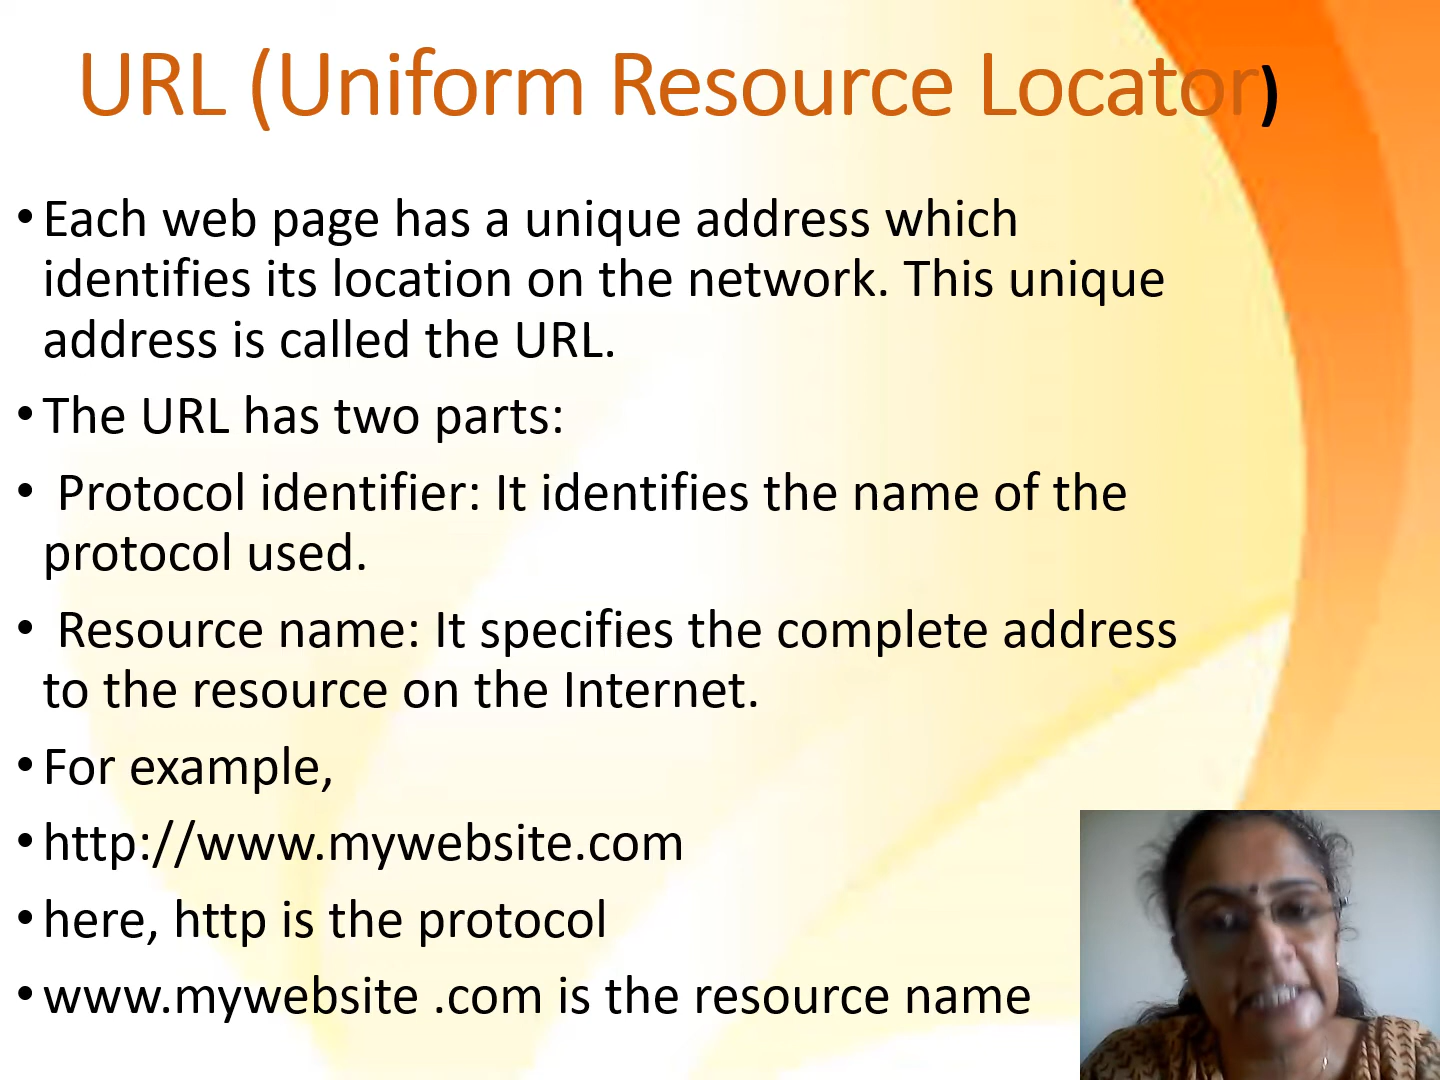 URL (Uniform Resource Locator)
• Each web page has a unique address which
identifies its location on the network. This unique
address is called the URL.
• The URL has two parts:
• Protocol identifier: It identifies the name of the
protocol used.
• Resource name: It specifies the complete address
to the resource on the Internet.
• For example,
• http://www.mywebsite.com
• here, http is the protocol
• www.mywebsite .com is the resource name